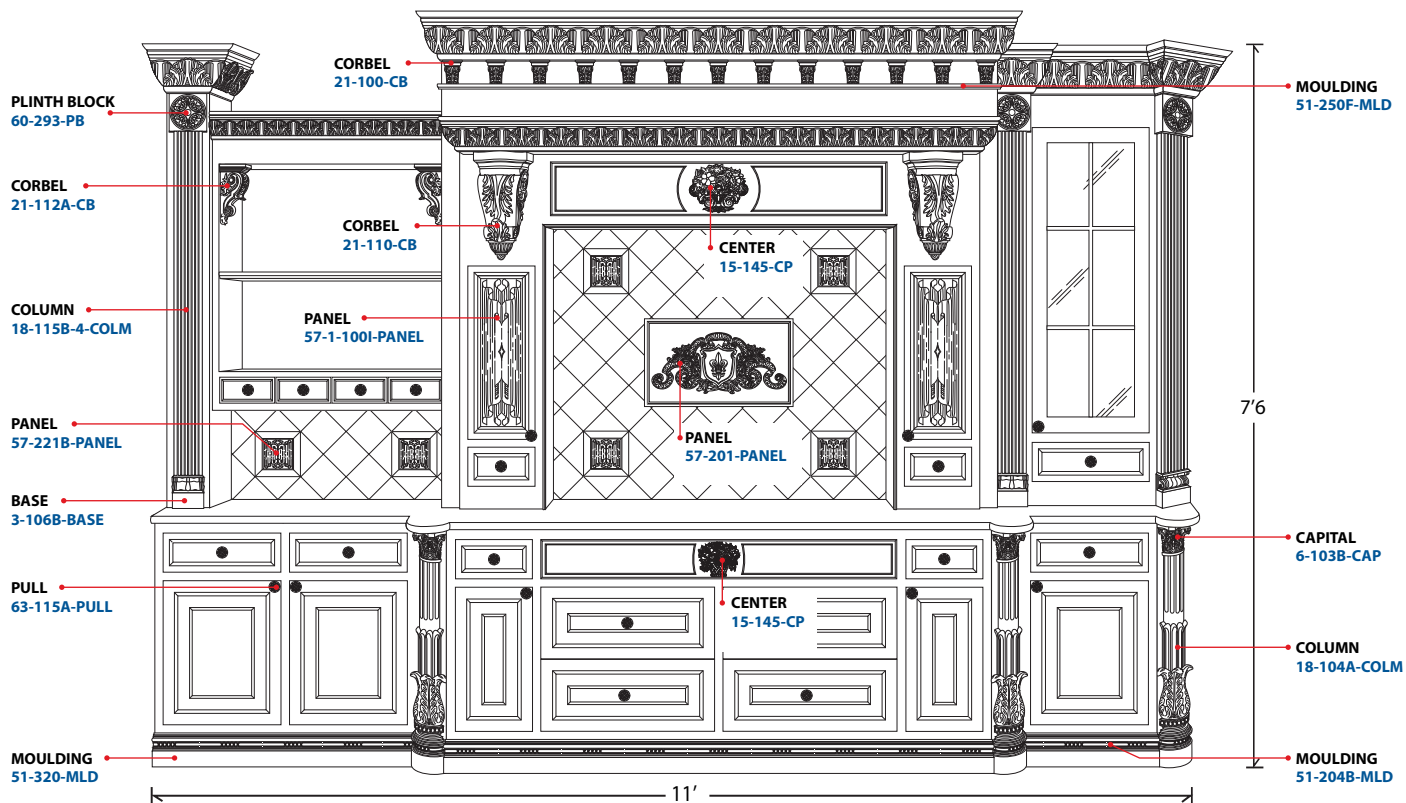 CORBEL
21-100-CB
PLINTH BLOCK
60-293-PB
MOULDING
51-250F-MLD
CORBEL
21-112A-CB
CORBEL
21-110-CB
CENTER
15-145-CP
COLUMN
18-115B-4-COLM
PANEL
57-1-100I-PANEL
7’6
PANEL
57-221B-PANEL
PANEL
57-201-PANEL
BASE
3-106B-BASE
CAPITAL
6-103B-CAP
PULL
63-115A-PULL
CENTER
15-145-CP
COLUMN
18-104A-COLM
MOULDING
51-320-MLD
MOULDING
51-204B-MLD
11’